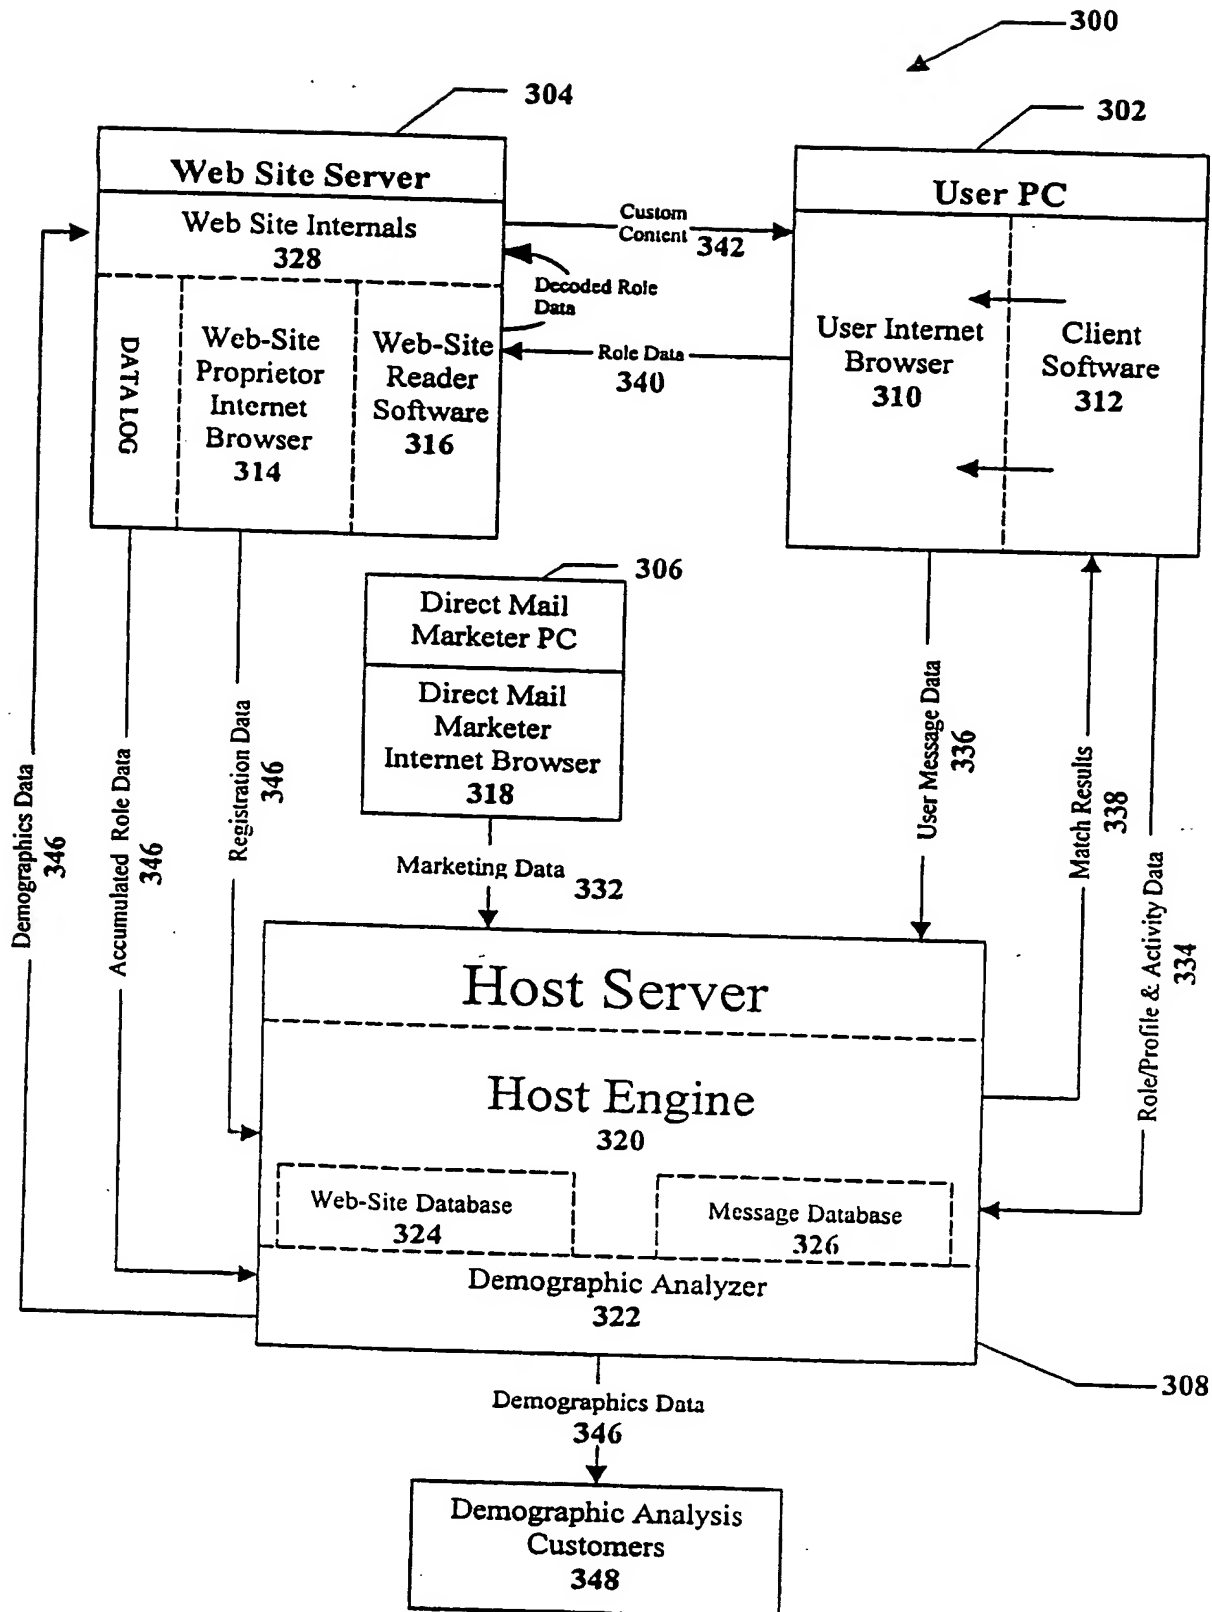 300
304
302
Web Site Server
User PC
Web Site Internals
328
Custom
Content 342
Decoded Role
Data
DATA LOG
Web-Site
Proprietor
Internet
Browser
314
Web-Site
Reader
Software
316
Role Data
340
User Internet
Browser
310
Client
Software
312
306
Direct Mail
Marketer PC
Direct Mail
Marketer
Internet Browser
318
Demographics Data
346
Accumulated Role Data
346
Registration Data
346
User Message Data
336
Match Results
338
Role/Profile & Activity Data
334
Marketing Data 332
Host Server
Host Engine
320
Web-Site Database
324
Message Database
326
Demographic Analyzer
322
308
Demographics Data
346
Demographic Analysis
Customers
348